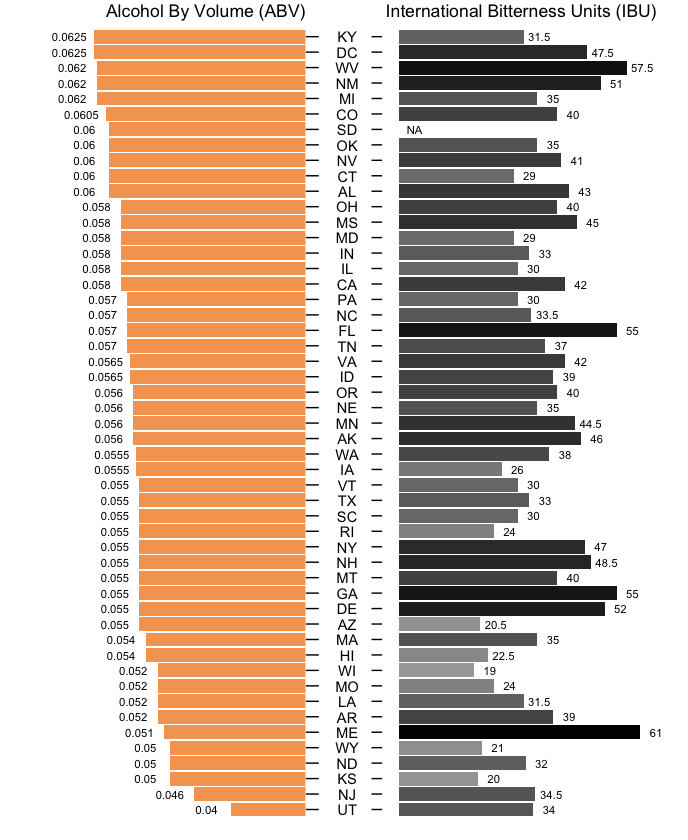 Alcohol By Volume (ABV) International Bitterness Units (IBU)
0.0625 KY 31.5
0.0625 DC 47.5
0.062 WV 57.5
0.062 NM 51
0.062 MI 35
0.0605 CO 40
0.06 SD NA
0.06 OK 35
0.06 NV 41
0.06 CT 29
0.06 AL 43
0.058 OH 40
0.058 MS 45
0.058 MD 29
0.058 IN 33
0.058 IL 30
0.058 CA 42
0.057 PA 30
0.057 NC 33.5
0.057 FL 55
0.057 TN 37
0.0565 VA 42
0.0565 ID 39
0.056 OR 40
0.056 NE 35
0.056 MN 44.5
0.056 AK 46
0.0555 WA 38
0.0555 IA 26
0.055 VT 30
0.055 TX 33
0.055 SC 30
0.055 RI 24
0.055 NY 47
0.055 NH 48.5
0.055 MT 40
0.055 GA 55
0.055 DE 52
0.055 AZ 20.5
0.054 MA 35
0.054 HI 22.5
0.052 WI 19
0.052 MO 24
0.052 LA 31.5
0.052 AR 39
0.051 ME 61
0.05 WY 21
0.05 ND 32
0.05 KS 20
0.046 NJ 34.5
0.04 UT 34